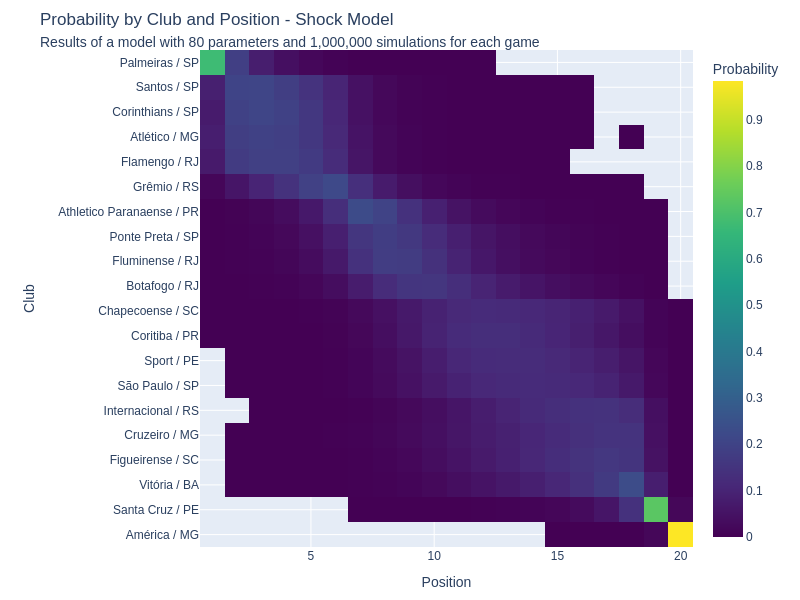 Probability by Club and Position - Shock Model
Results of a model with 80 parameters and 1,000,000 simulations for each game
Probability
Club
Palmeiras / SP
Santos / SP
Corinthians / SP
Atlético / MG
Flamengo / RJ
Grêmio / RS
Athletico Paranaense / PR
Ponte Preta / SP
Fluminense / RJ
Botafogo / RJ
Chapecoense / SC
Coritiba / PR
Sport / PE
São Paulo / SP
Internacional / RS
Cruzeiro / MG
Figueirense / SC
Vitória / BA
Santa Cruz / PE
América / MG
5 10 15 20
Position
0.9
0.8
0.7
0.6
0.5
0.4
0.3
0.2
0.1
0